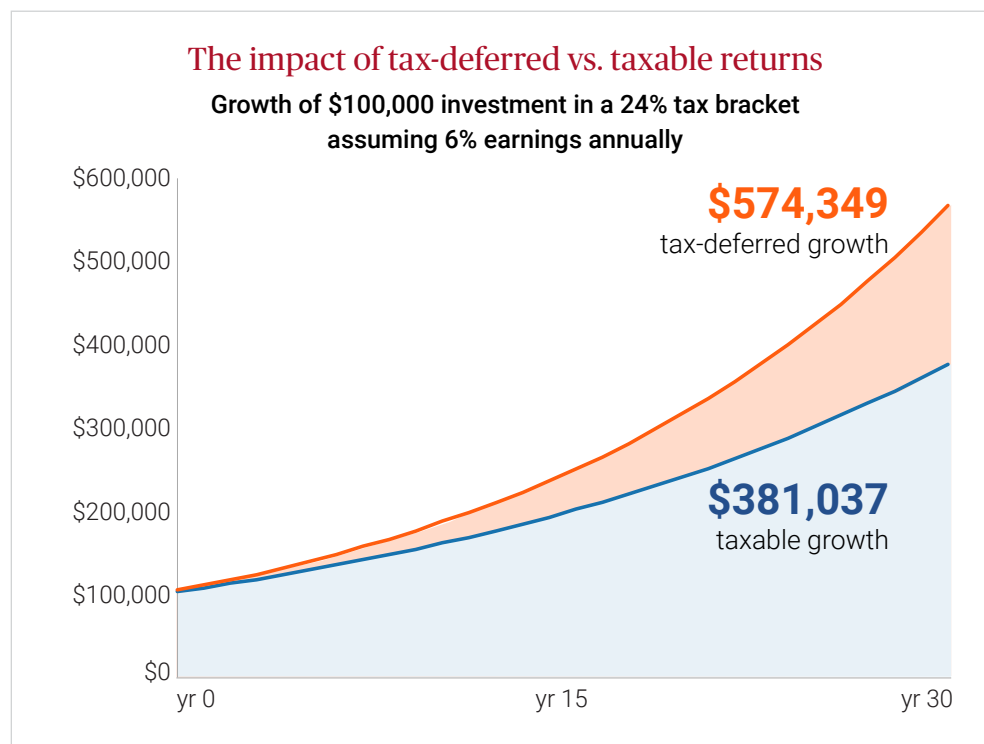 The impact of tax-deferred vs. taxable returns
Growth of $100,000 investment in a 24% tax bracket
assuming 6% earnings annually
$600,000
$500,000
$400,000
$300,000
$200,000
$100,000
$0
$574,349
tax-deferred growth
$381,037
taxable growth
yr 0
yr 15
yr 30